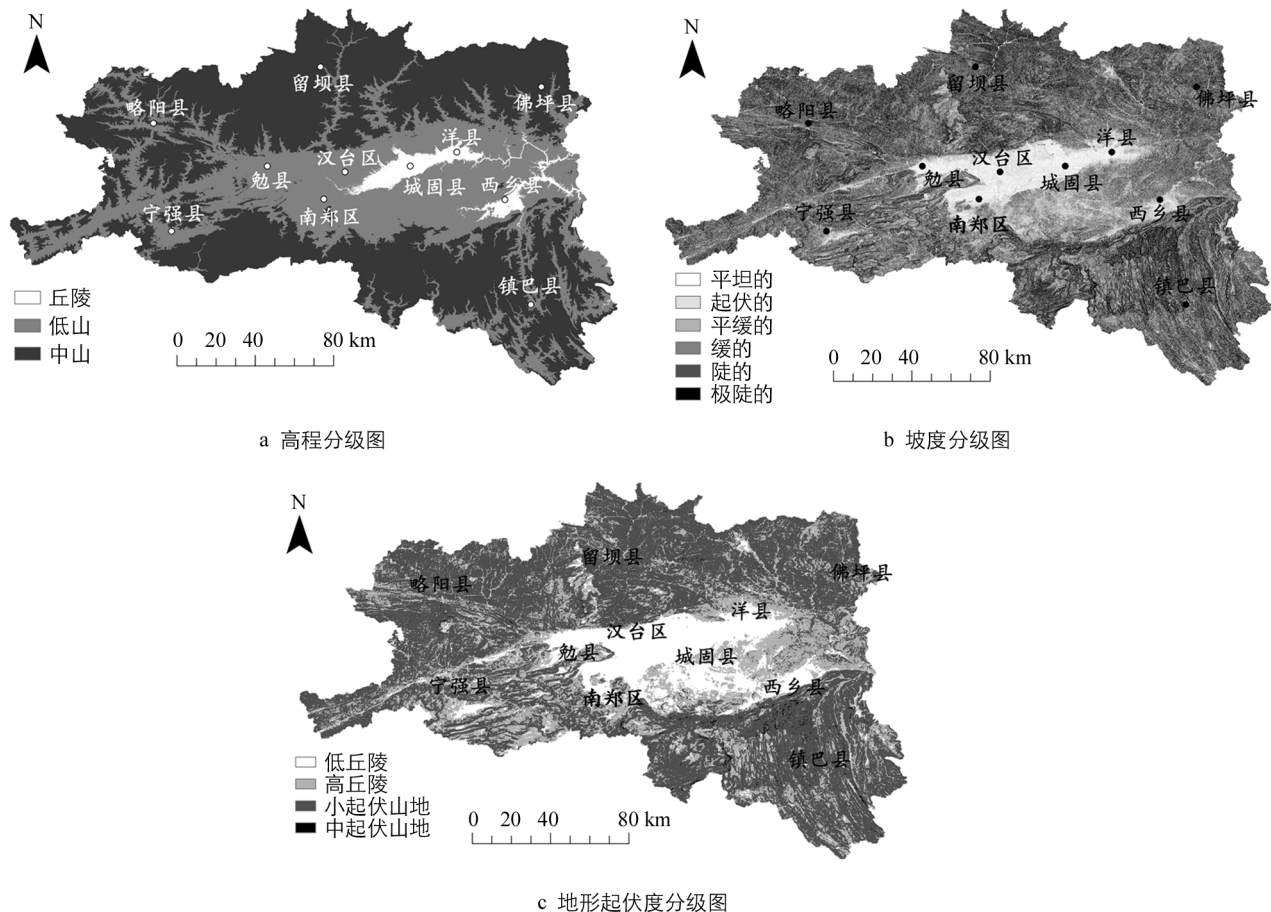 N
留坝县
佛坪县
略阳县
洋县
汉台区
勉县
城固县
西乡县
宁强县
南郑区
镇巴县
丘陵
低山
中山
0 20 40 80 km
a 高程分级图
N
留坝县
佛坪县
略阳县
洋县
汉台区
勉县
城固县
宁强县
西乡县
南郑区
镇巴县
平坦的
起伏的
平缓的
缓的
陡的
极陡的
0 20 40 80 km
b 坡度分级图
N
留坝县
佛坪县
略阳县
洋县
汉台区
勉县
城固县
宁强县
西乡县
南郑区
镇巴县
低丘陵
高丘陵
小起伏山地
中起伏山地
0 20 40 80 km
c 地形起伏度分级图